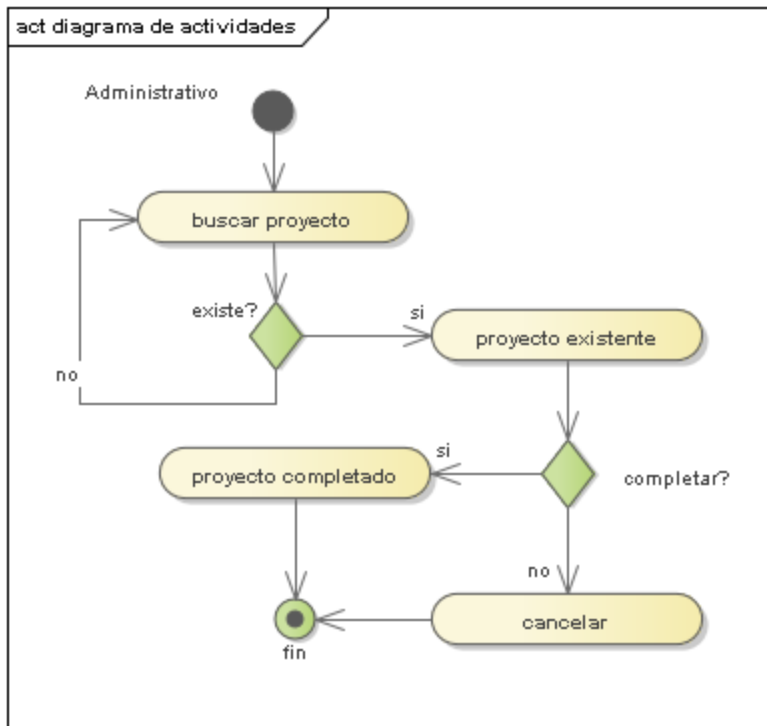 act diagrama de actividades
Administrativo
buscar proyecto
existe?
si
proyecto existente
no
si
proyecto completado
completar?
no
cancelar
fin